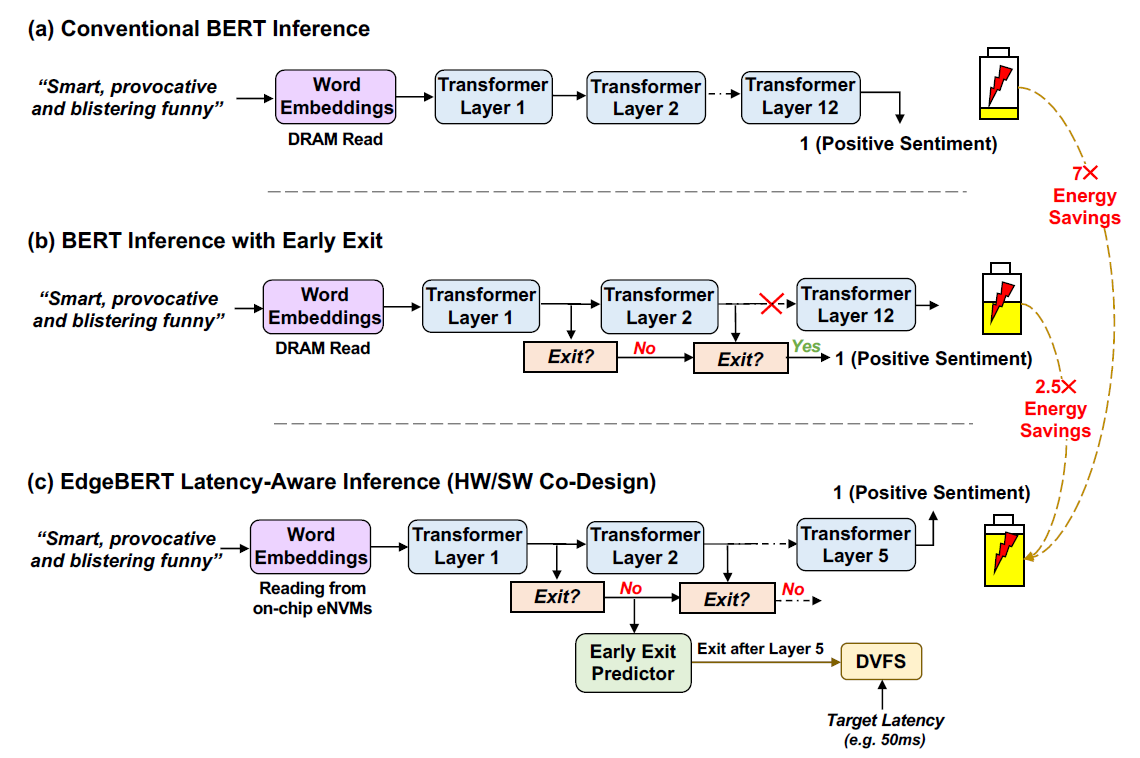 (a) Conventional BERT Inference
“Smart, provocative
and blistering funny”
Word
Embeddings
DRAM Read
Transformer
Layer 1
Transformer
Layer 2
Transformer
Layer 12
1 (Positive Sentiment)
7×
Energy
Savings
(b) BERT Inference with Early Exit
“Smart, provocative
and blistering funny”
Word
Embeddings
DRAM Read
Transformer
Layer 1
Transformer
Layer 2
Transformer
Layer 12
Exit?
No
Exit?
Yes
1 (Positive Sentiment)
2.5×
Energy
Savings
(c) EdgeBERT Latency-Aware Inference (HW/SW Co-Design)
1 (Positive Sentiment)
“Smart, provocative
and blistering funny”
Word
Embeddings
Reading from
on-chip eNVMs
Transformer
Layer 1
Transformer
Layer 2
Transformer
Layer 5
Exit?
No
Exit?
No
Early Exit
Predictor
Exit after Layer 5
DVFS
Target Latency
(e.g. 50ms)